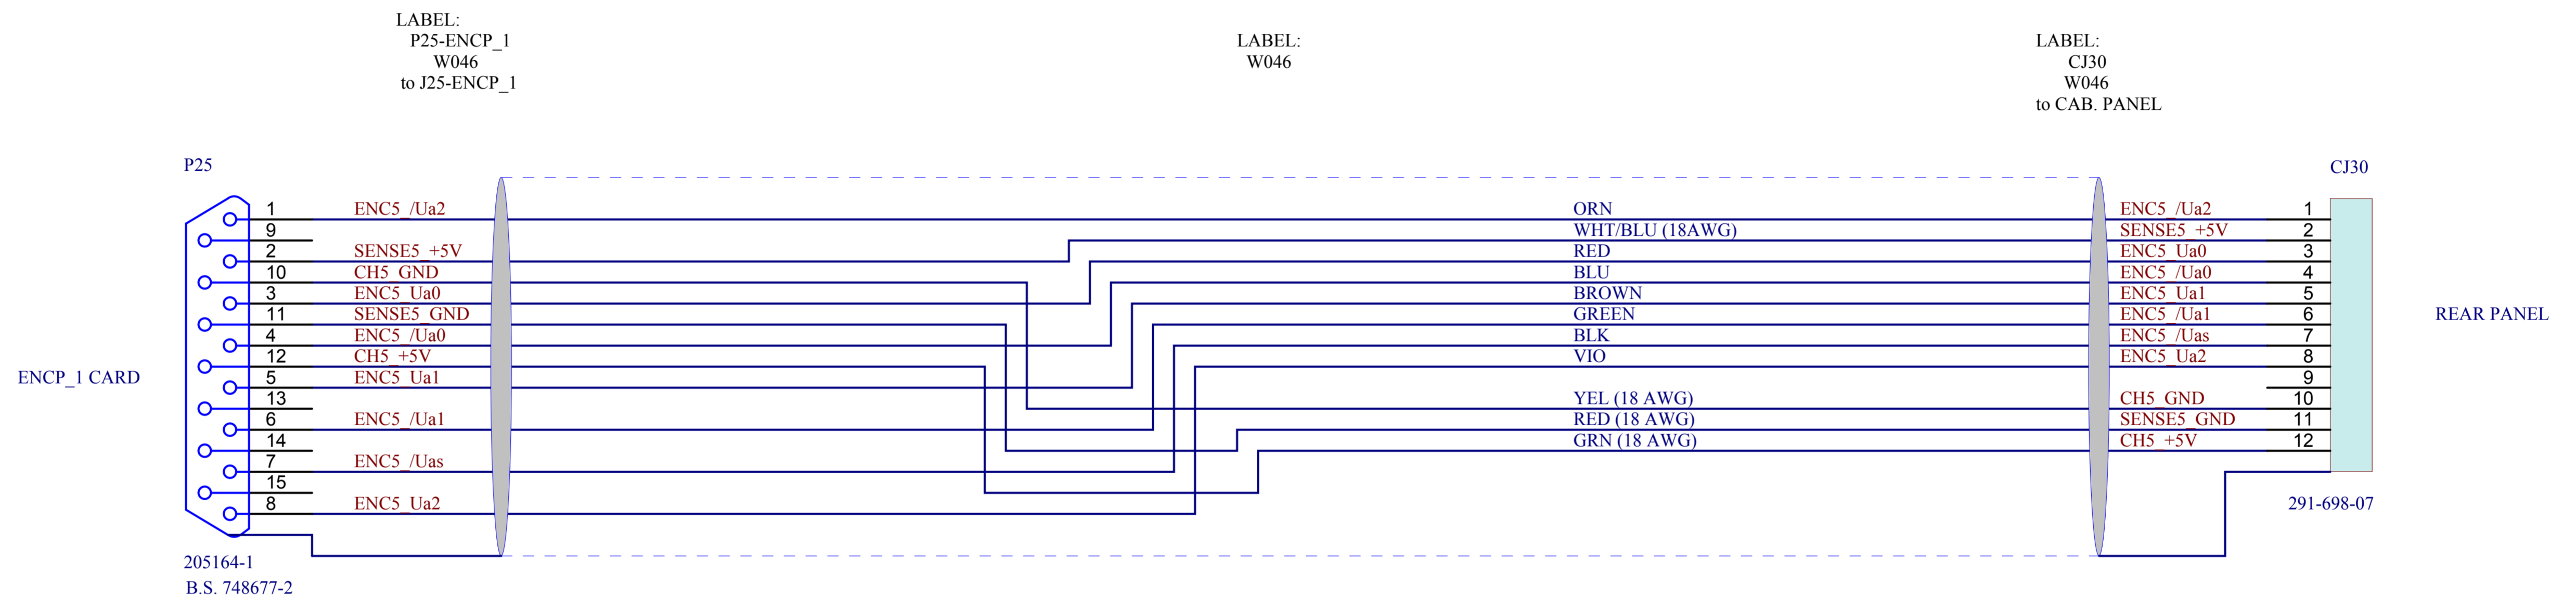 LABEL:
P25-ENCP_1
W046
to J25-ENCP_1
LABEL:
W046
LABEL:
CJ30
W046
to CAB. PANEL
P25
CJ30
1 ENC5_/Ua2 ORN ENC5_/Ua2 1
9 WHT/BLU (18AWG) SENSE5_+5V 2
2 SENSE5_+5V RED ENC5_Ua0 3
10 CH5_GND BLU ENC5_/Ua0 4
3 ENC5_Ua0 BROWN ENC5_Ua1 5
11 SENSE5_GND GREEN ENC5_/Ua1 6
REAR PANEL
4 ENC5_/Ua0 BLK ENC5_/Uas 7
12 CH5_+5V VIO ENC5_Ua2 8
ENCP_1 CARD
5 ENC5_Ua1 9
13 YEL (18 AWG) CH5_GND 10
6 ENC5_/Ua1 RED (18 AWG) SENSE5_GND 11
14 GRN (18 AWG) CH5_+5V 12
7 ENC5_/Uas
15
8 ENC5_Ua2
291-698-07
205164-1
B.S. 748677-2